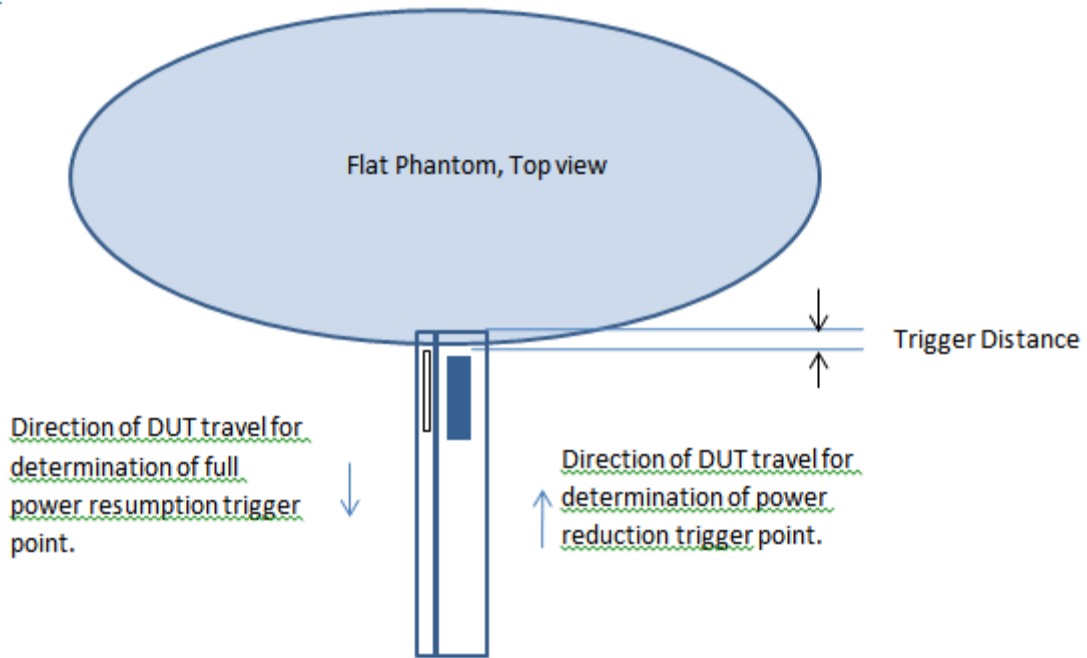 Flat Phantom, Top view
Trigger Distance
Direction of DUT travel for
determination of full
power resumption trigger
point.
Direction of DUT travel for
determination of power
reduction trigger point.